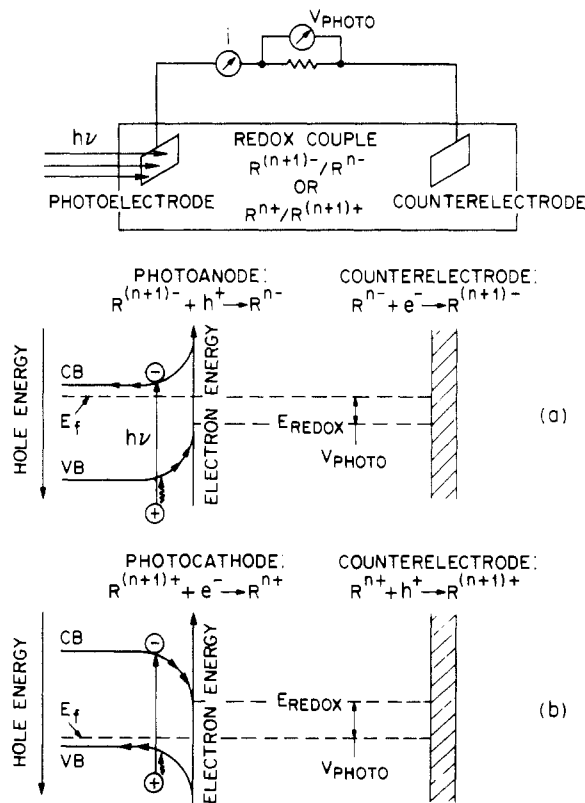 V_PHOTO
i
hν
REDOX COUPLE
R^(n+1)-/R^n-
OR
R^n+/R^(n+1)+
PHOTOELECTRODE
COUNTERELECTRODE
PHOTOANODE:
R^(n+1)- + h^+ → R^n-
COUNTERELECTRODE:
R^n- + e^- → R^(n+1)-
HOLE ENERGY
CB
E_f
hν
VB
ELECTRON ENERGY
E_REDOX
V_PHOTO
(a)
PHOTOCATHODE:
R^(n+1)+ + e^- → R^n+
COUNTERELECTRODE:
R^n+ + h^+ → R^(n+1)+
HOLE ENERGY
CB
E_f
VB
ELECTRON ENERGY
E_REDOX
V_PHOTO
(b)